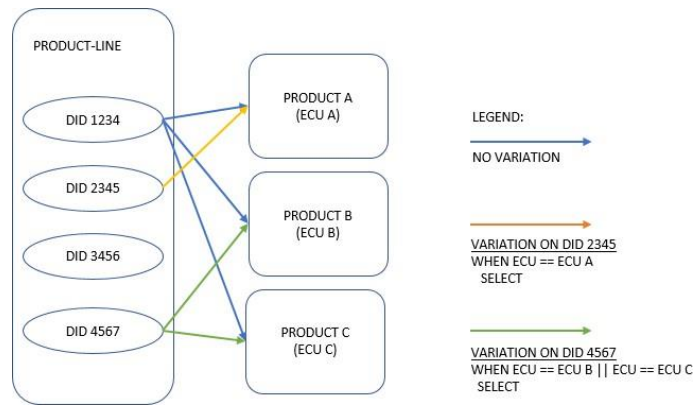 PRODUCT-LINE
DID 1234
DID 2345
DID 3456
DID 4567
PRODUCT A
(ECU A)
PRODUCT B
(ECU B)
PRODUCT C
(ECU C)
LEGEND:
NO VARIATION
VARIATION ON DID 2345
WHEN ECU == ECU A
SELECT
VARIATION ON DID 4567
WHEN ECU == ECU B || ECU == ECU C
SELECT